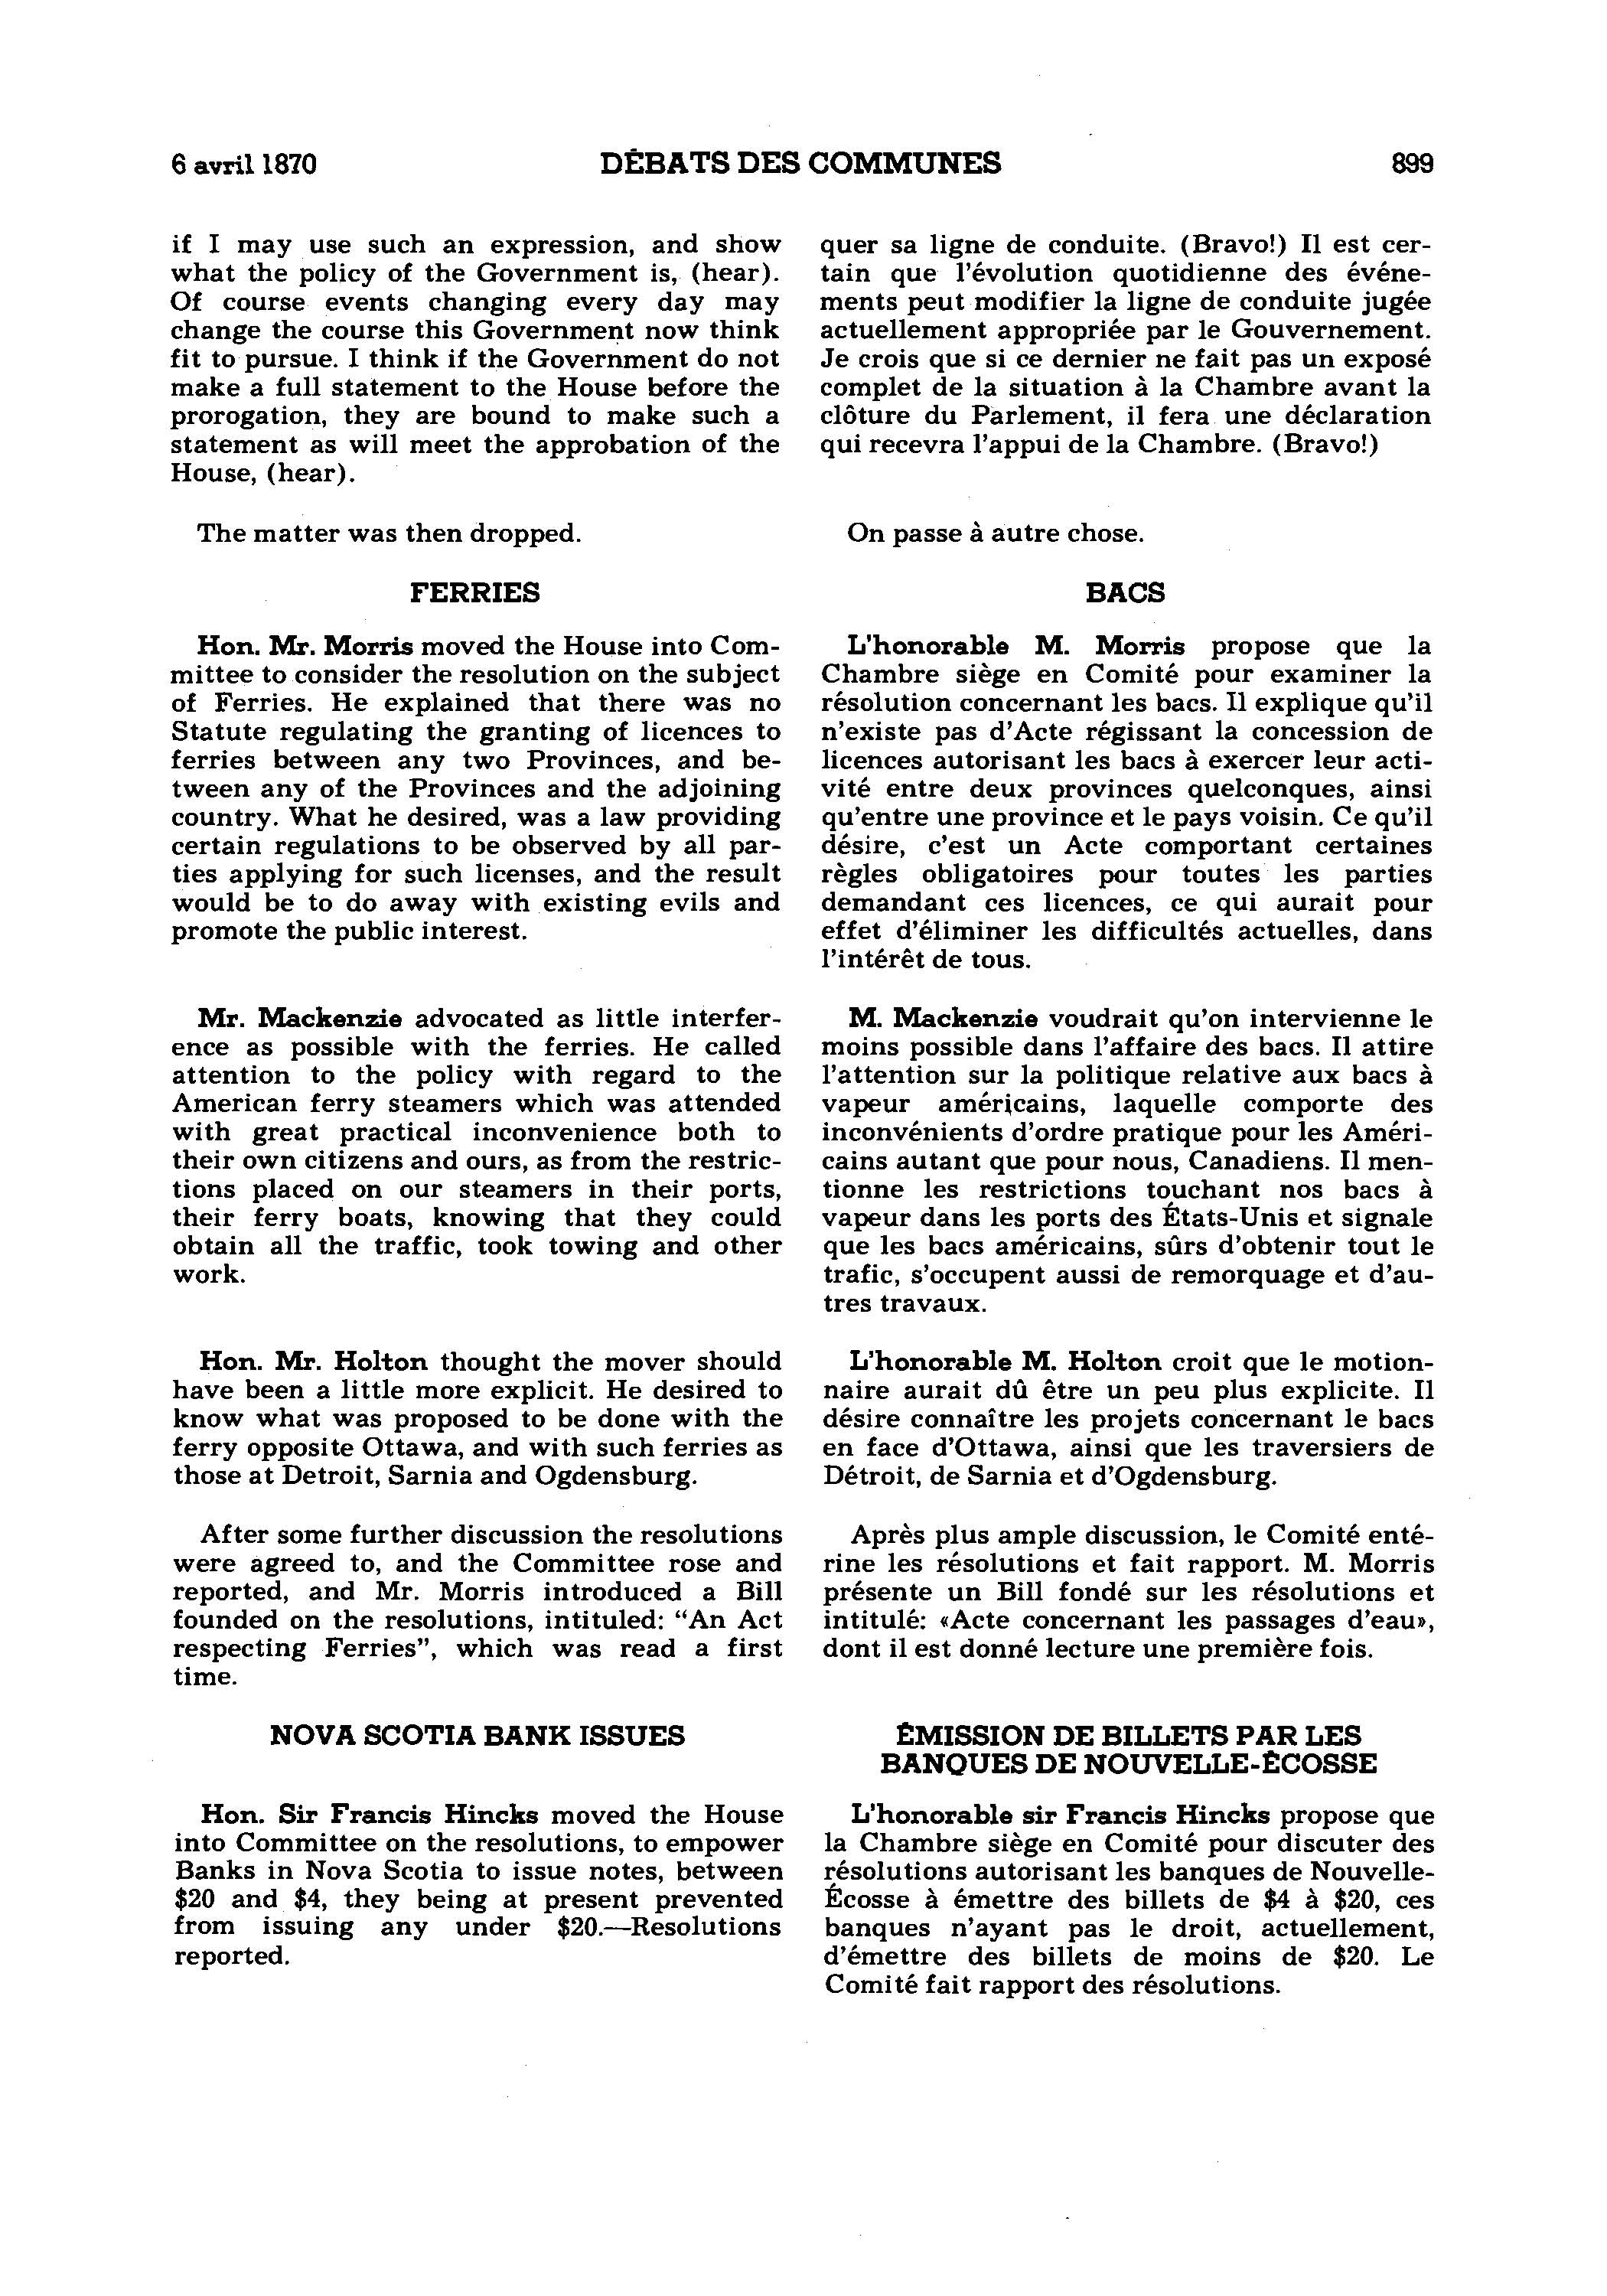 6 avril 1870
DÉBATS DES COMMUNES
899
if I may use such an expression, and show
what the policy of the Government is, (hear).
Of course events changing every day may
change the course this Government now think
fit to pursue. I think if the Government do not
make a full statement to the House before the
prorogation, they are bound to make such a
statement as will meet the approbation of the
House, (hear).
The matter was then dropped.
FERRIES
Hon. Mr. Morris moved the House into Com-
mittee to consider the resolution on the subject
of Ferries. He explained that there was no
Statute regulating the granting of licences to
ferries between any two Provinces, and be-
tween any of the Provinces and the adjoining
country. What he desired, was a law providing
certain regulations to be observed by all par-
ties applying for such licenses, and the result
would be to do away with existing evils and
promote the public interest.
Mr. Mackenzie advocated as little interfer-
ence as possible with the ferries. He called
attention to the policy with regard to the
American ferry steamers which was attended
with great practical inconvenience both to
their own citizens and ours, as from the restric-
tions placed on our steamers in their ports,
their ferry boats, knowing that they could
obtain all the traffic, took towing and other
work.
Hon. Mr. Holton thought the mover should
have been a little more explicit. He desired to
know what was proposed to be done with the
ferry opposite Ottawa, and with such ferries as
those at Detroit, Sarnia and Ogdensburg.
After some further discussion the resolutions
were agreed to, and the Committee rose and
reported, and Mr. Morris introduced a Bill
founded on the resolutions, intituled: “An Act
respecting Ferries”, which was read a first
time.
NOVA SCOTIA BANK ISSUES
Hon. Sir Francis Hincks moved the House
into Committee on the resolutions, to empower
Banks in Nova Scotia to issue notes, between
$20 and $4, they being at present prevented
from issuing any under $20.—Resolutions
reported.
quer sa ligne de conduite. (Bravo!) Il est cer-
tain que l'évolution quotidienne des événe-
ments peut modifier la ligne de conduite jugée
actuellement appropriée par le Gouvernement.
Je crois que si ce dernier ne fait pas un exposé
complet de la situation à la Chambre avant la
clôture du Parlement, il fera une déclaration
qui recevra l'appui de la Chambre. (Bravo!)
On passe à autre chose.
BACS
L'honorable M. Morris propose que la
Chambre siège en Comité pour examiner la
résolution concernant les bacs. Il explique qu'il
n'existe pas d'Acte régissant la concession de
licences autorisant les bacs à exercer leur acti-
vité entre deux provinces quelconques, ainsi
qu'entre une province et le pays voisin. Ce qu'il
désire, c'est un Acte comportant certaines
règles obligatoires pour toutes les parties
demandant ces licences, ce qui aurait pour
effet d'éliminer les difficultés actuelles, dans
l'intérêt de tous.
M. Mackenzie voudrait qu'on intervienne le
moins possible dans l'affaire des bacs. Il attire
l'attention sur la politique relative aux bacs à
vapeur américains, laquelle comporte des
inconvénients d'ordre pratique pour les Améri-
cains autant que pour nous, Canadiens. Il men-
tionne les restrictions touchant nos bacs à
vapeur dans les ports des États-Unis et signale
que les bacs américains, sûrs d'obtenir tout le
trafic, s'occupent aussi de remorquage et d'au-
tres travaux.
L'honorable M. Holton croit que le motion-
naire aurait dû être un peu plus explicite. Il
désire connaître les projets concernant le bacs
en face d'Ottawa, ainsi que les traversiers de
Détroit, de Sarnia et d'Ogdensburg.
Après plus ample discussion, le Comité enté-
rine les résolutions et fait rapport. M. Morris
présente un Bill fondé sur les résolutions et
intitulé: «Acte concernant les passages d'eau»,
dont il est donné lecture une première fois.
ÉMISSION DE BILLETS PAR LES
BANQUES DE NOUVELLE-ÉCOSSE
L'honorable sir Francis Hincks propose que
la Chambre siège en Comité pour discuter des
résolutions autorisant les banques de Nouvelle-
Écosse à émettre des billets de $4 à $20, ces
banques n'ayant pas le droit, actuellement,
d'émettre des billets de moins de $20. Le
Comité fait rapport des résolutions.